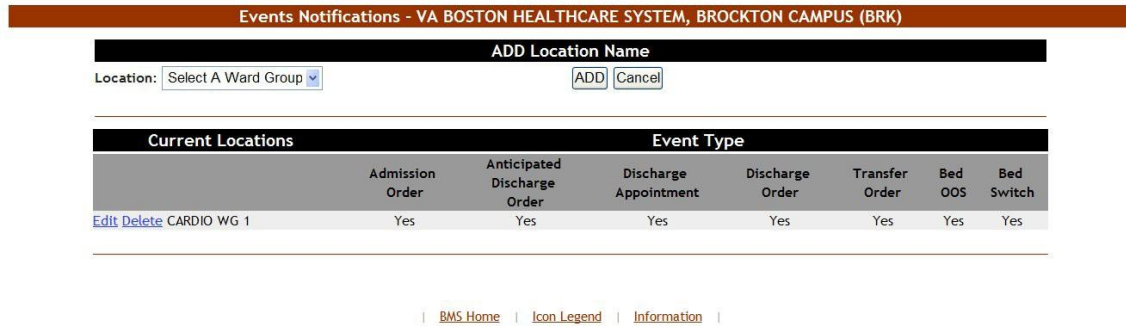 Events Notifications - VA BOSTON HEALTHCARE SYSTEM, BROCKTON CAMPUS (BRK)
ADD Location Name
Location: Select A Ward Group ADD Cancel
Current Locations Event Type
Admission Order Anticipated Discharge Order Discharge Appointment Discharge Order Transfer Order Bed OOS Bed Switch
Edit Delete CARDIO WG 1 Yes Yes Yes Yes Yes Yes Yes
| BMS Home | Icon Legend | Information |